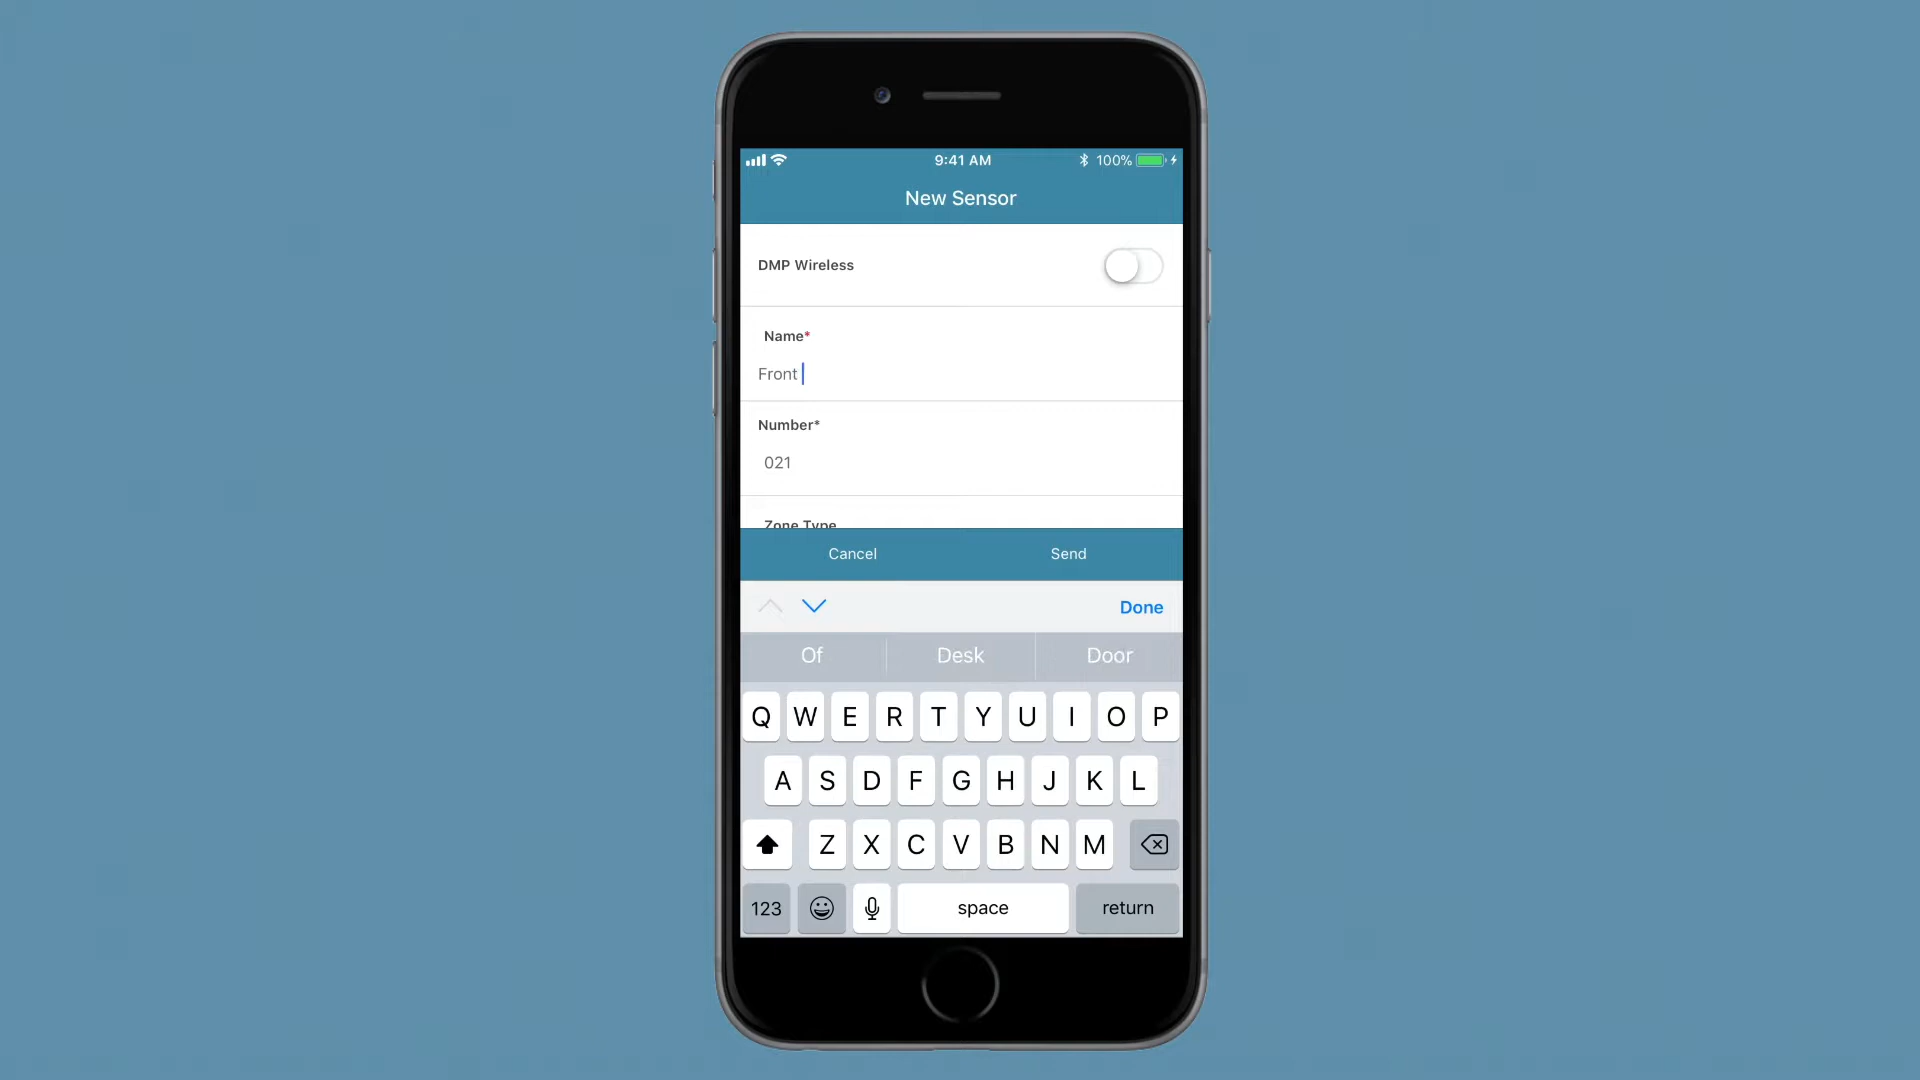 9:41 AM 100%
New Sensor
DMP Wireless
Name*
Front
Number*
021
Zone Type
Cancel Send
Done
Of Desk Door
Q W E R T Y U I O P
A S D F G H J K L
Z X C V B N M
123 space return